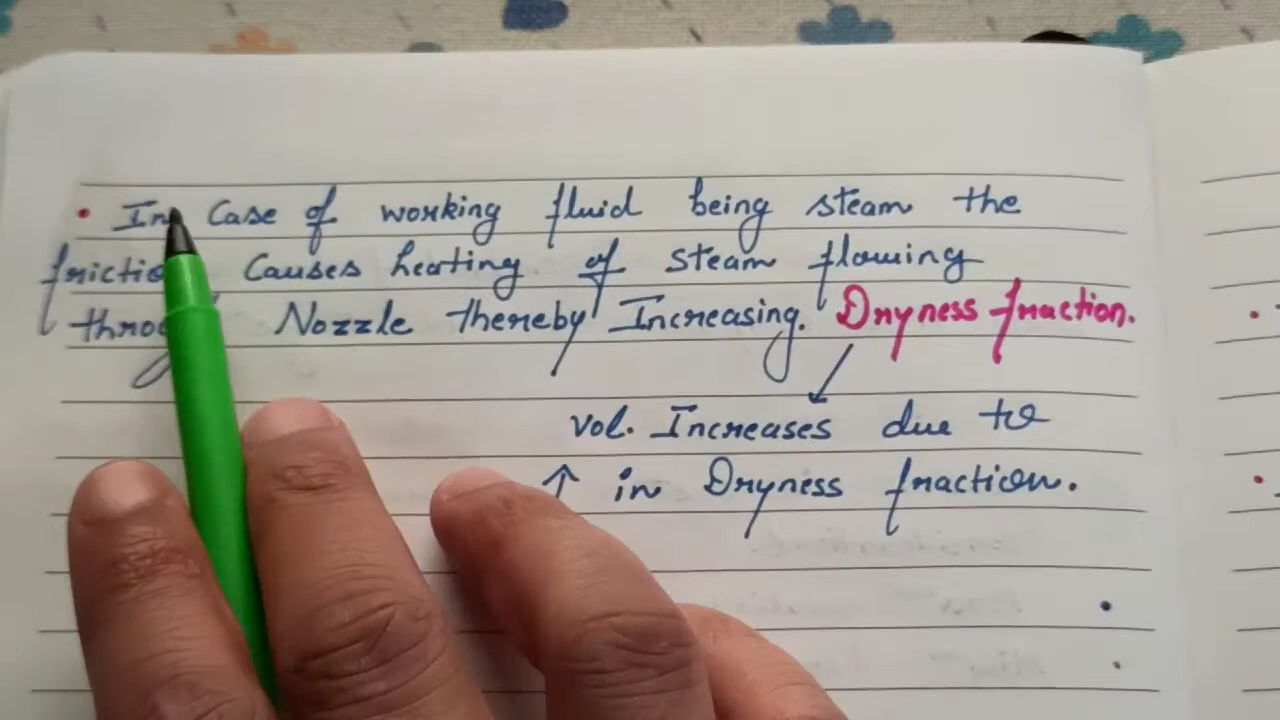 • In Case of working fluid being steam the
friction Causes heating of steam flowing
through Nozzle thereby Increasing. Dryness fraction.
vol. Increases due to
↑ in Dryness fraction.